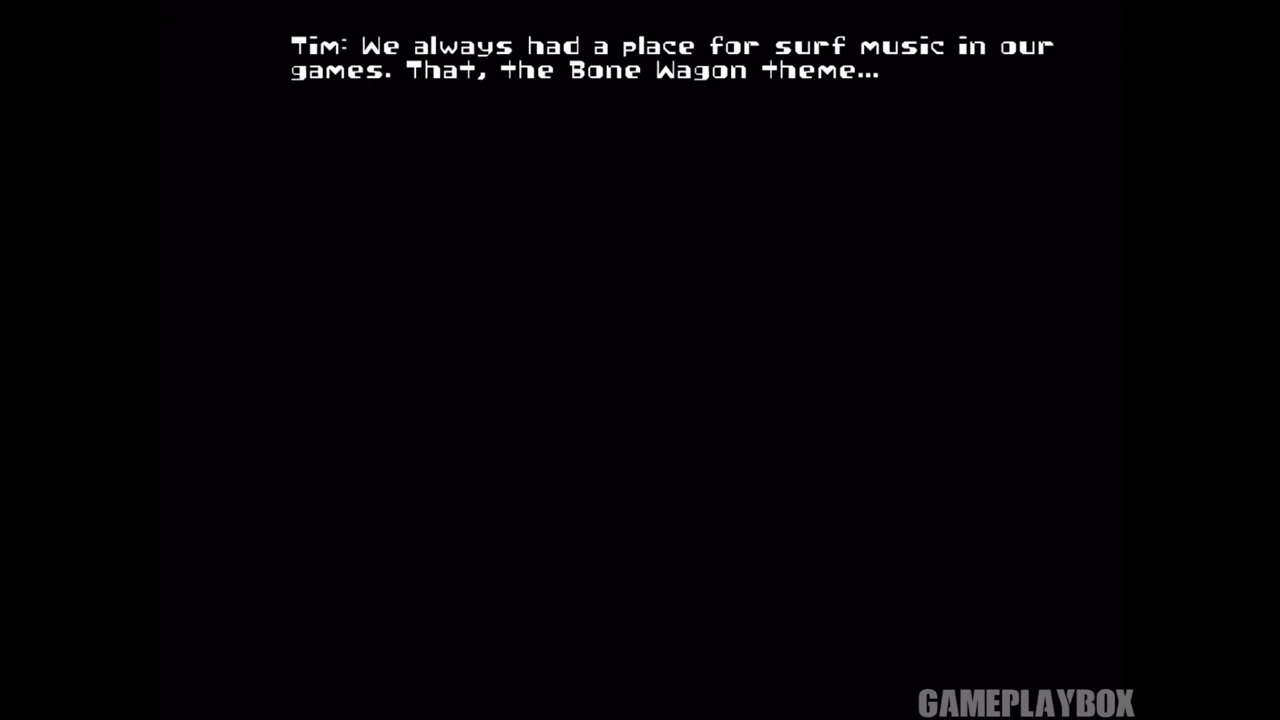 Tim: We always had a place for surf music in our
games. That, the Bone Wagon theme...
GAMEPLAYBOX